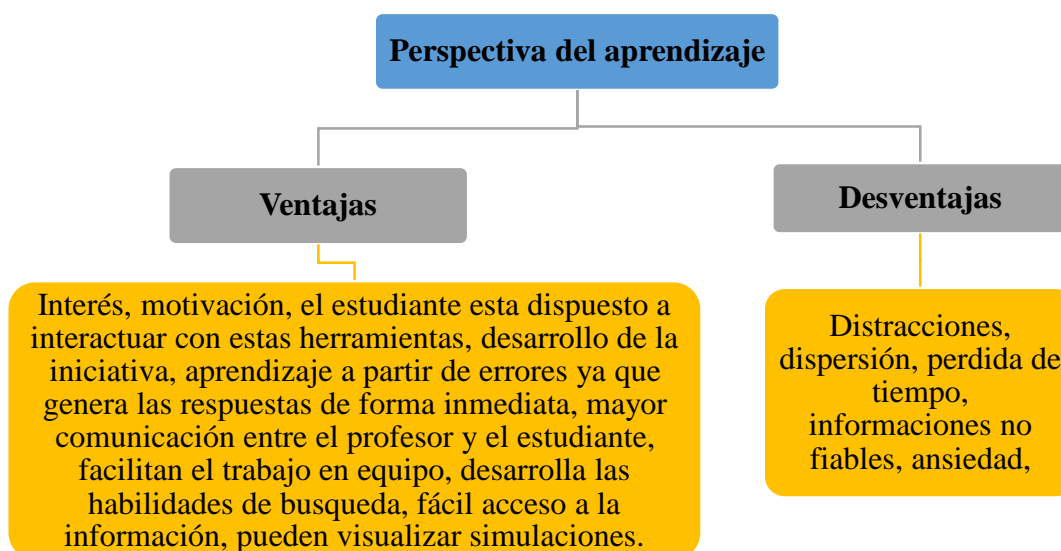 Perspectiva del aprendizaje
Ventajas
Desventajas
Interés, motivación, el estudiante esta dispuesto a
interactuar con estas herramientas, desarrollo de la
iniciativa, aprendizaje a partir de errores ya que
genera las respuestas de forma inmediata, mayor
comunicación entre el profesor y el estudiante,
facilitan el trabajo en equipo, desarrolla las
habilidades de busqueda, fácil acceso a la
información, pueden visualizar simulaciones.
Distracciones,
dispersión, perdida de
tiempo,
informaciones no
fiables, ansiedad,